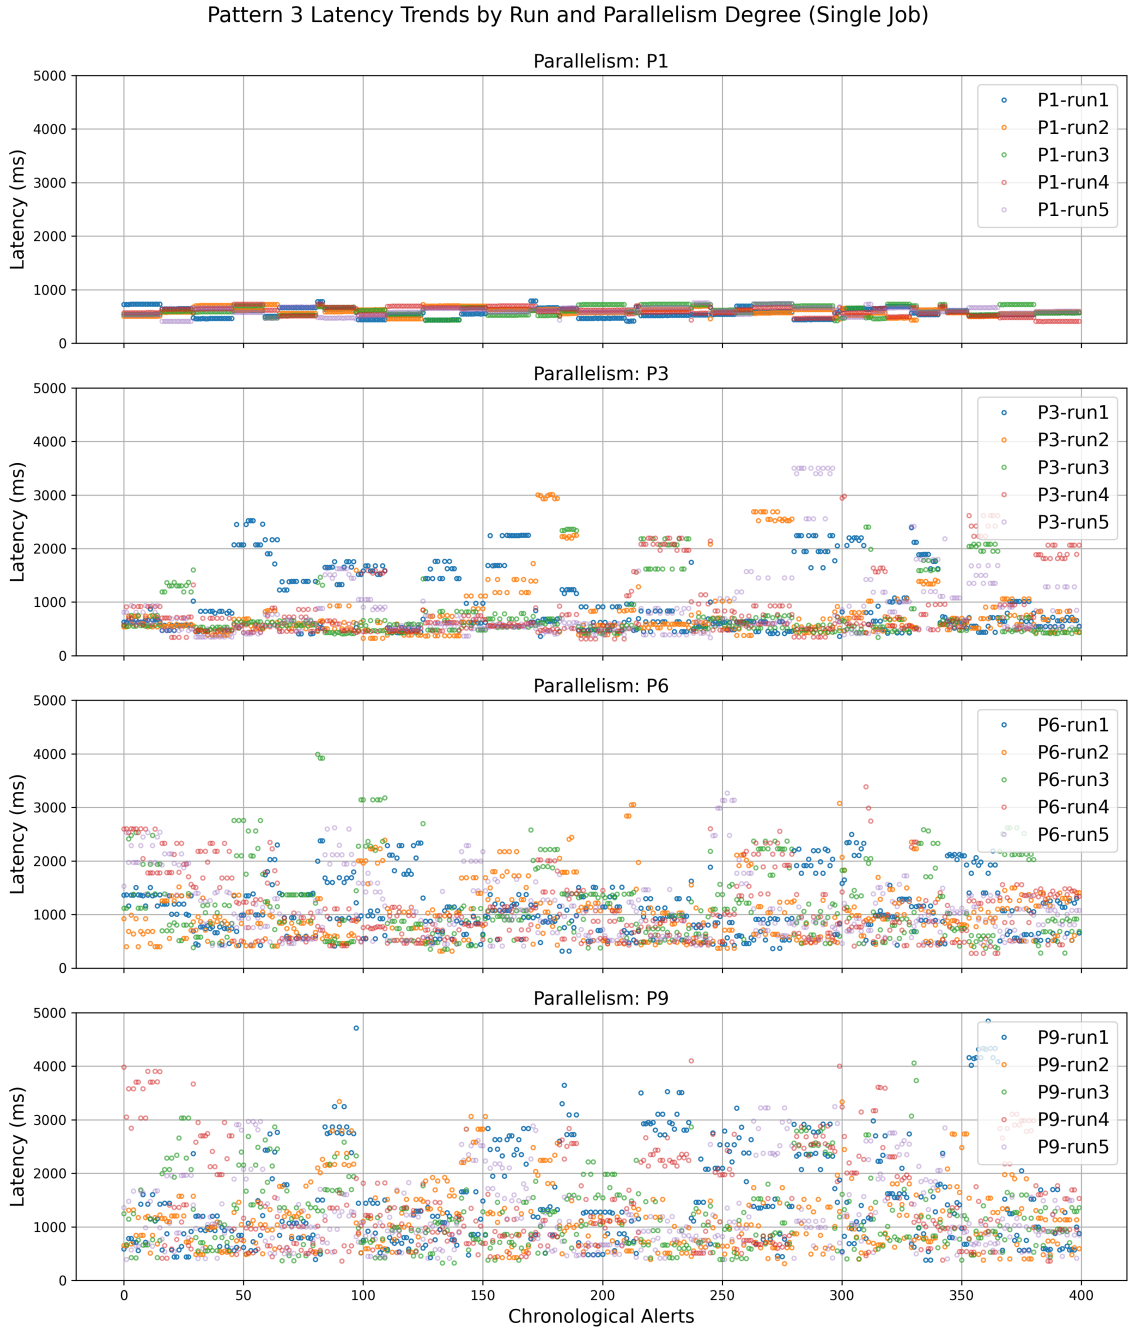 Pattern 3 Latency Trends by Run and Parallelism Degree (Single Job)
Parallelism: P1
5000
4000
3000
2000
1000
0
Latency (ms)
P1-run1
P1-run2
P1-run3
P1-run4
P1-run5
Parallelism: P3
5000
4000
3000
2000
1000
0
Latency (ms)
P3-run1
P3-run2
P3-run3
P3-run4
P3-run5
Parallelism: P6
5000
4000
3000
2000
1000
0
Latency (ms)
P6-run1
P6-run2
P6-run3
P6-run4
P6-run5
Parallelism: P9
5000
4000
3000
2000
1000
0
Latency (ms)
P9-run1
P9-run2
P9-run3
P9-run4
P9-run5
0 50 100 150 200 250 300 350 400
Chronological Alerts